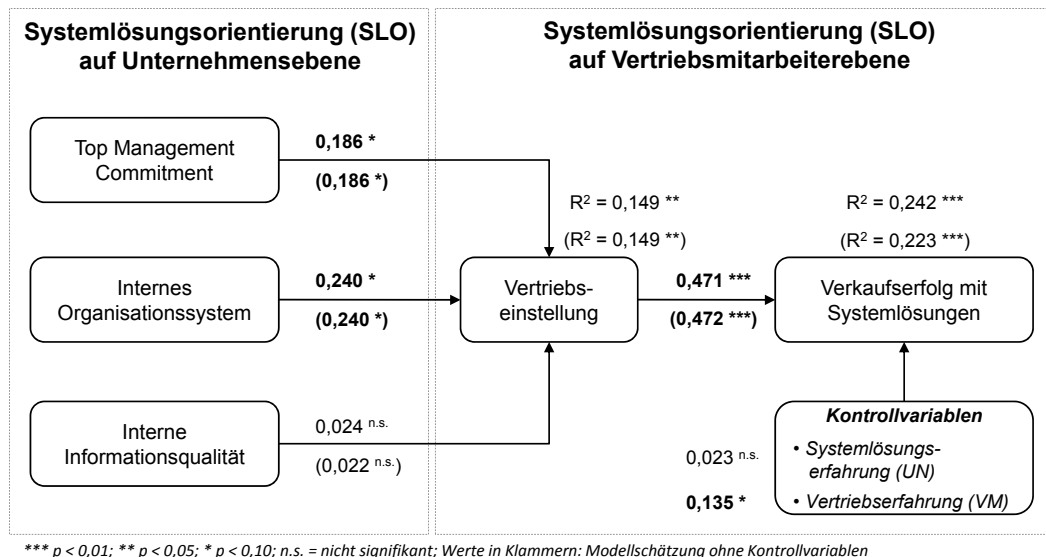 Systemlösungsorientierung (SLO)
auf Unternehmensebene
Systemlösungsorientierung (SLO)
auf Vertriebsmitarbeiterebene
Top Management
Commitment
0,186 *
(0,186 *)
R² = 0,149 **
(R² = 0,149 **)
R² = 0,242 ***
(R² = 0,223 ***)
Internes
Organisationssystem
0,240 *
(0,240 *)
Vertriebs-
einstellung
0,471 ***
(0,472 ***)
Verkaufserfolg mit
Systemlösungen
Interne
Informationsqualität
0,024 n.s.
(0,022 n.s.)
Kontrollvariablen
0,023 n.s.
• Systemlösungs-
erfahrung (UN)
0,135 *
• Vertriebserfahrung (VM)
*** p < 0,01; ** p < 0,05; * p < 0,10; n.s. = nicht signifikant; Werte in Klammern: Modellschätzung ohne Kontrollvariablen